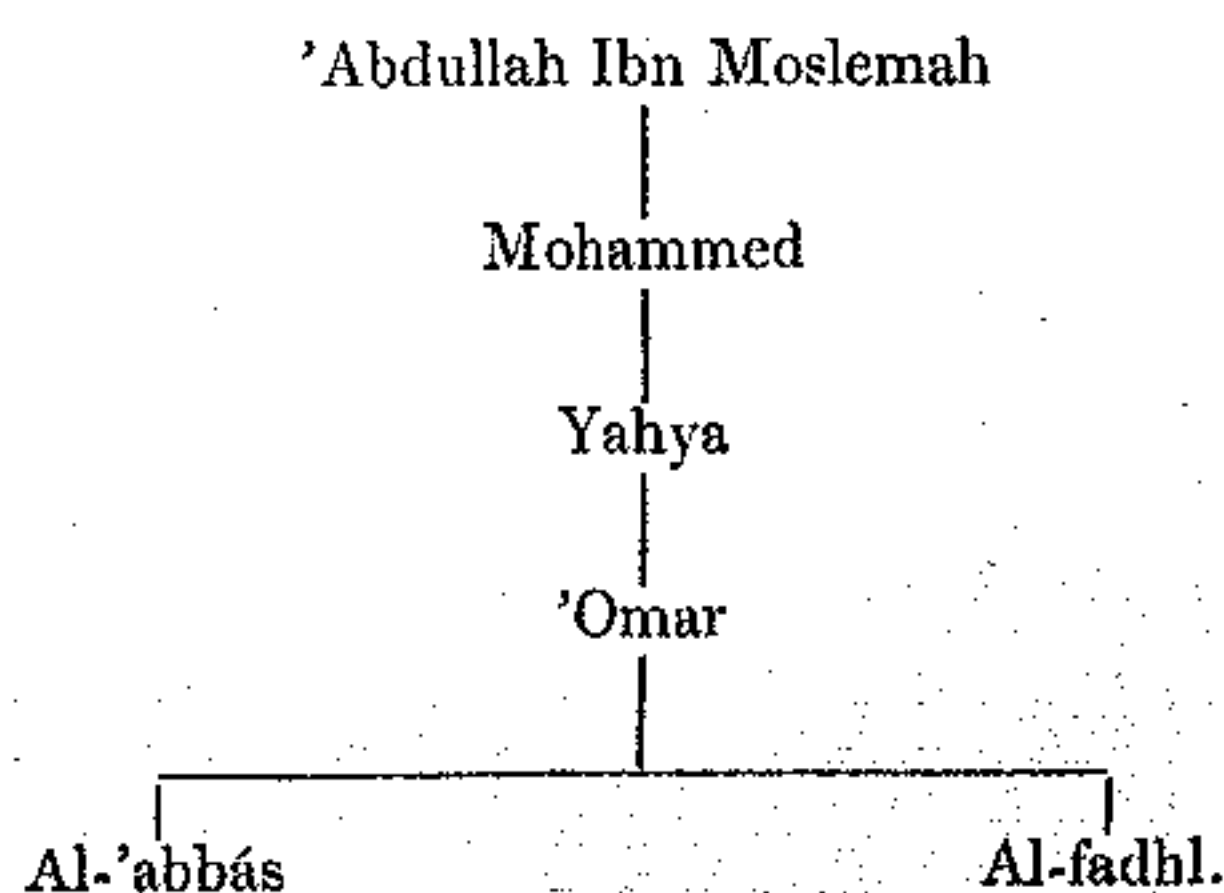 ’Abdullah Ibn Moslemah
Mohammed
Yahya
’Omar
Al-’abbás Al-fadhl.